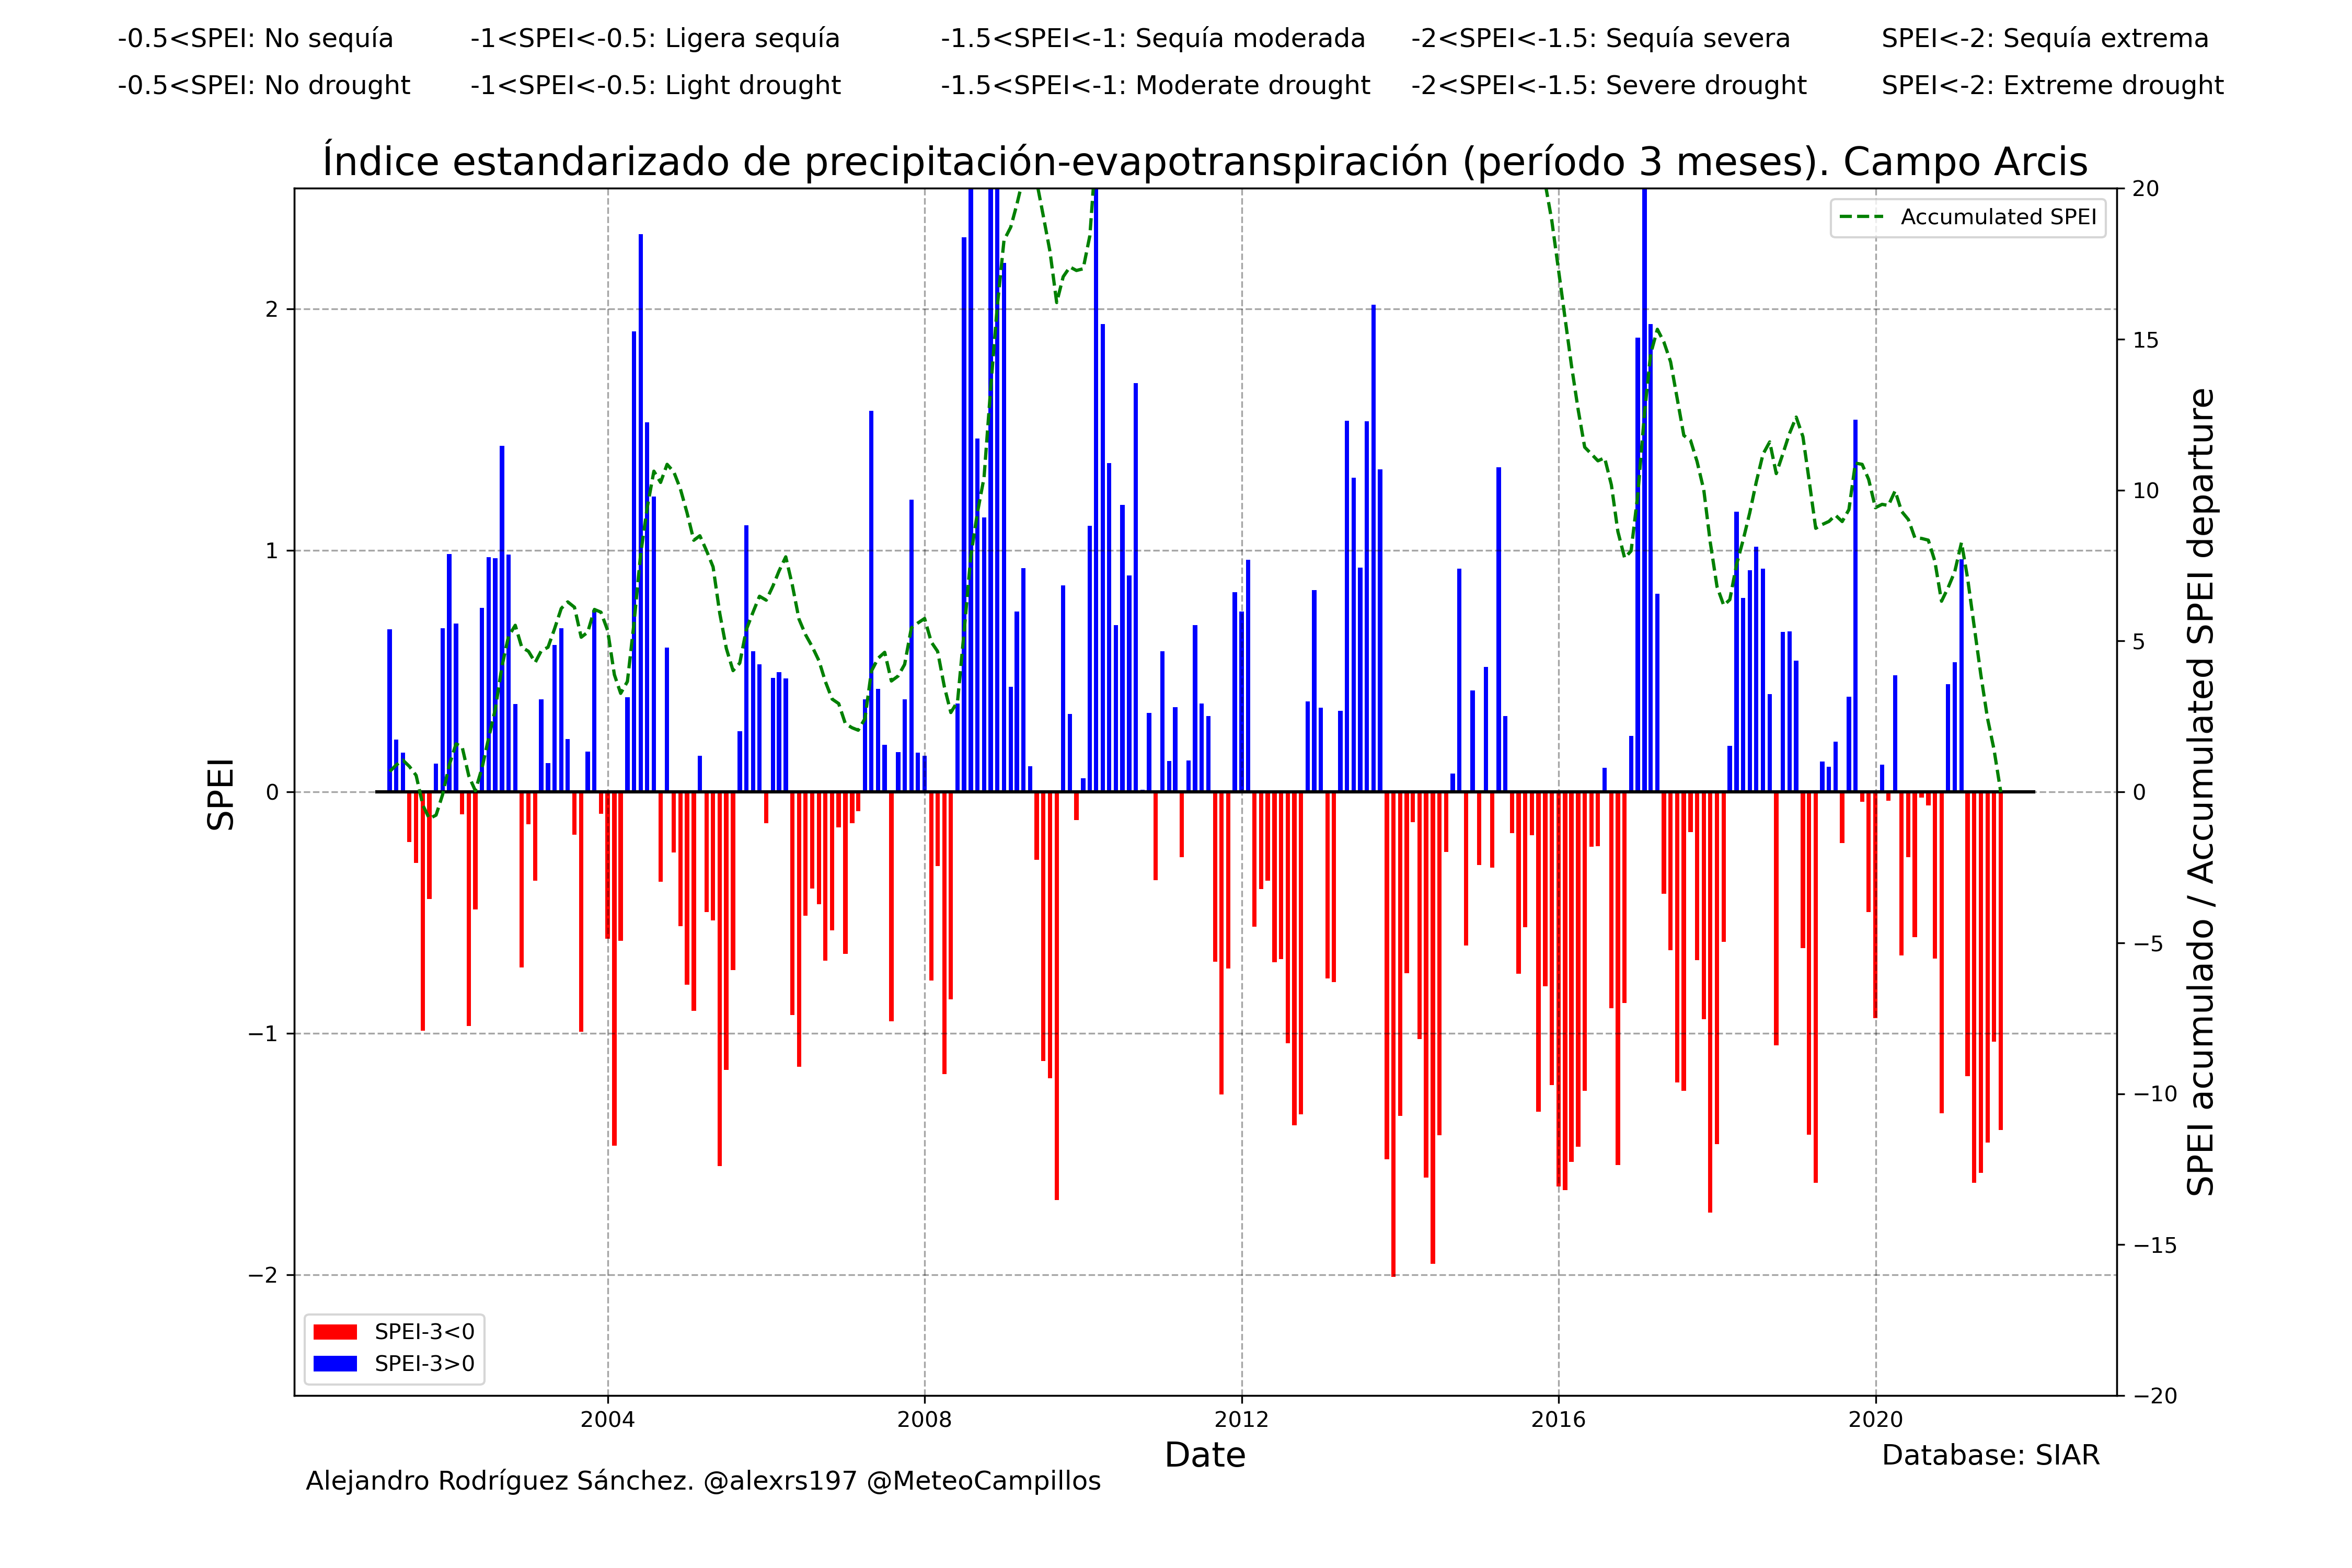 -0.5<SPEI: No sequía -1<SPEI<-0.5: Ligera sequía -1.5<SPEI<-1: Sequía moderada -2<SPEI<-1.5: Sequía severa SPEI<-2: Sequía extrema
-0.5<SPEI: No drought -1<SPEI<-0.5: Light drought -1.5<SPEI<-1: Moderate drought -2<SPEI<-1.5: Severe drought SPEI<-2: Extreme drought
Índice estandarizado de precipitación-evapotranspiración (período 3 meses). Campo Arcis
Accumulated SPEI
SPEI
2
1
0
−1
−2
20
15
10
5
0
−5
−10
−15
−20
SPEI acumulado / Accumulated SPEI departure
SPEI-3<0
SPEI-3>0
2004 2008 2012 2016 2020
Date
Database: SIAR
Alejandro Rodríguez Sánchez. @alexrs197 @MeteoCampillos